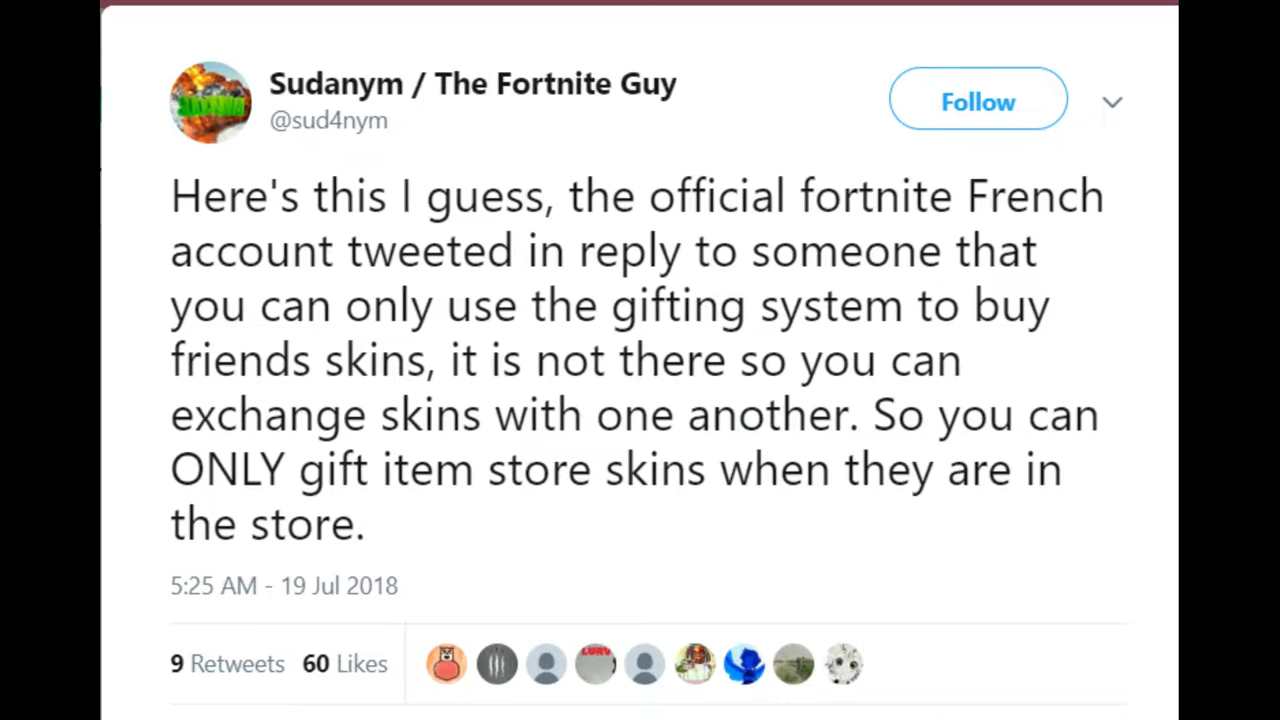 Sudanym / The Fortnite Guy
@sud4nym
Follow
Here's this I guess, the official fortnite French
account tweeted in reply to someone that
you can only use the gifting system to buy
friends skins, it is not there so you can
exchange skins with one another. So you can
ONLY gift item store skins when they are in
the store.
5:25 AM - 19 Jul 2018
9 Retweets 60 Likes